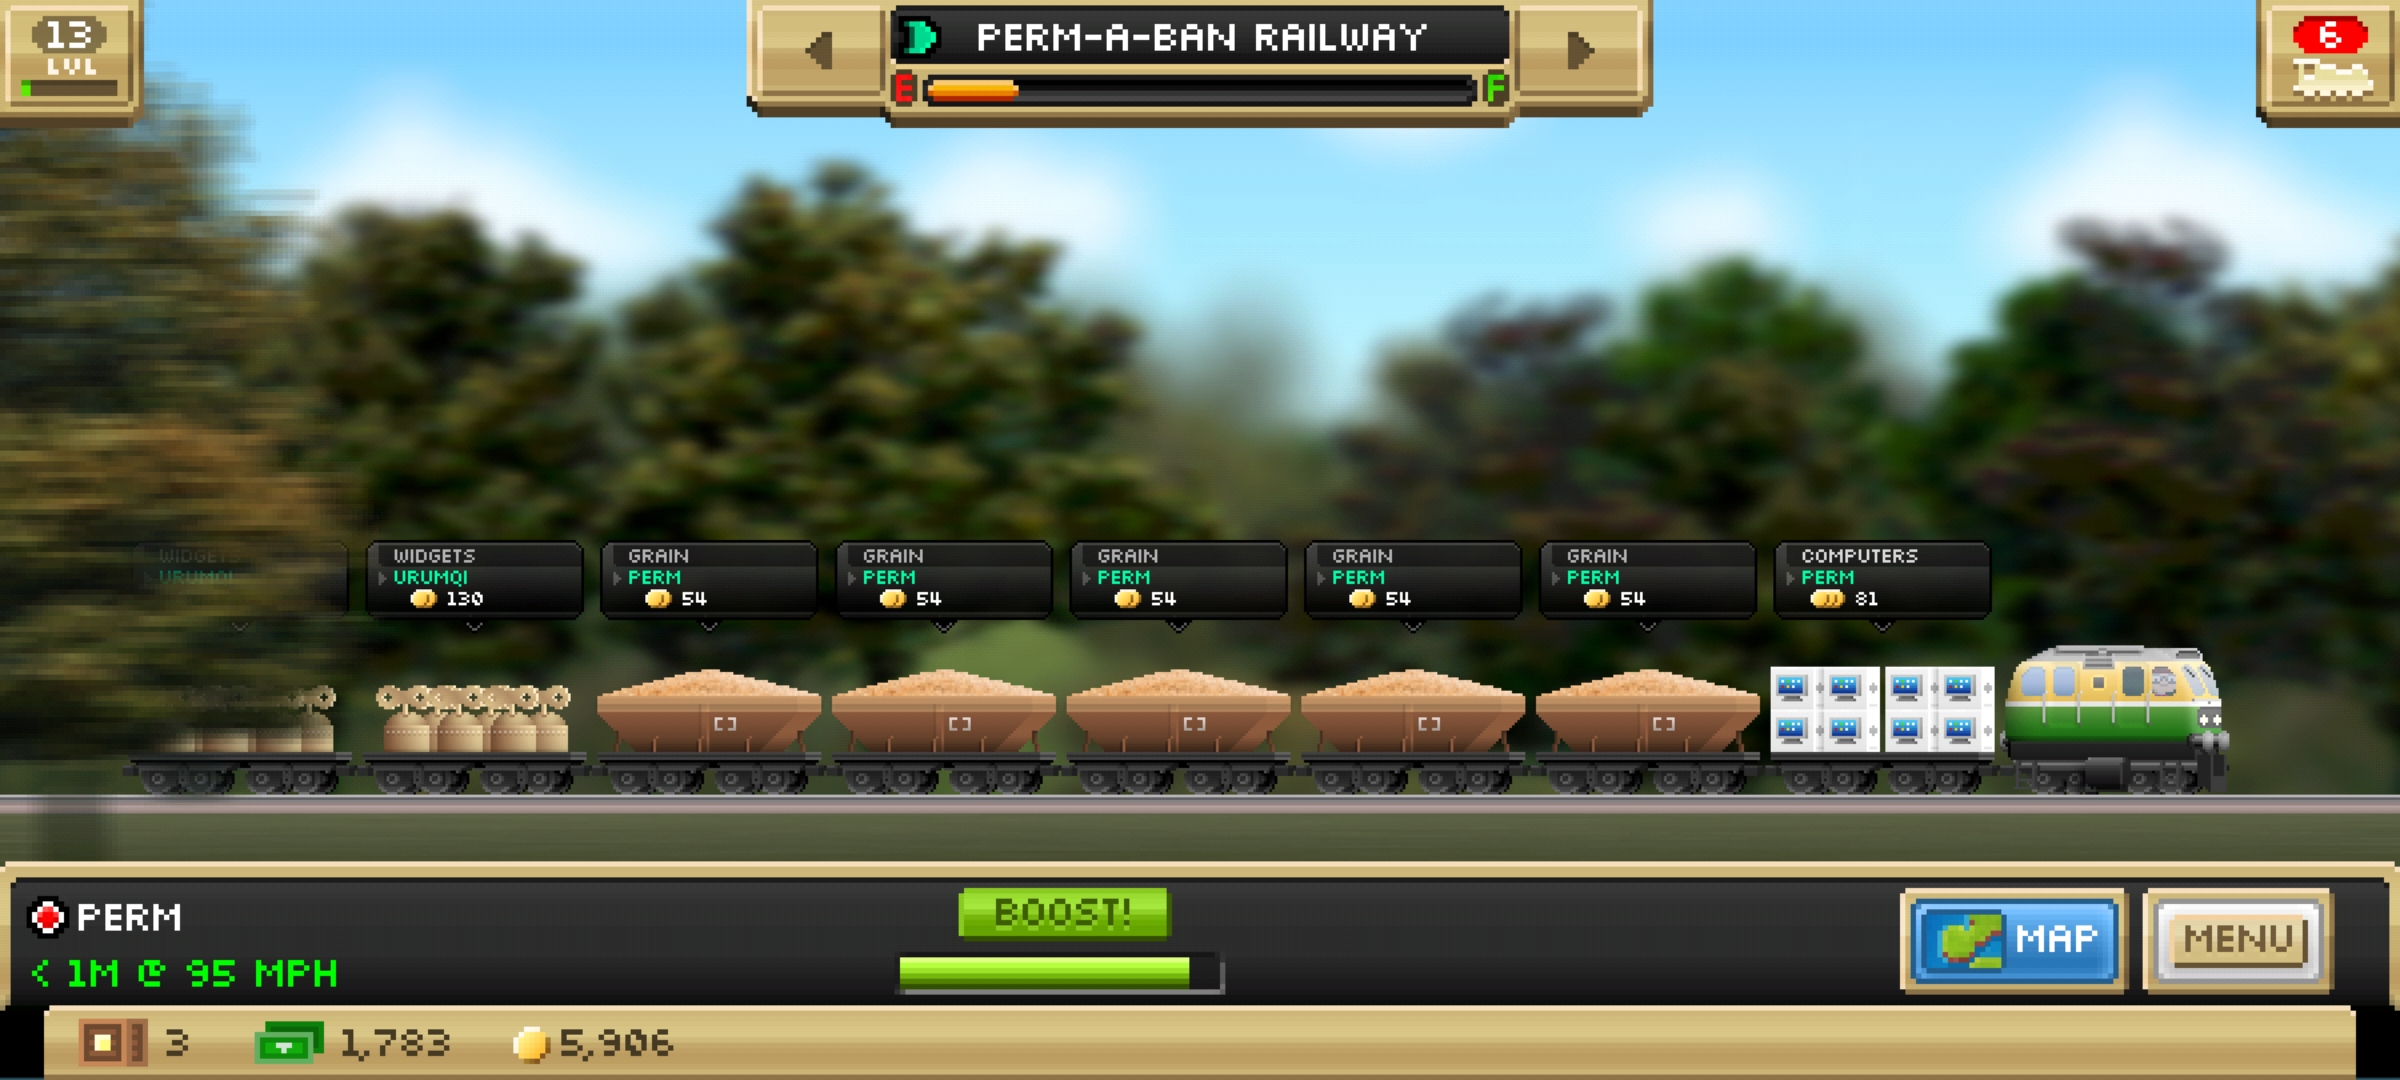 13
LVL
PERM-A-BAN RAILWAY
E F
6
WIDGETS
URUMQI
WIDGETS
URUMQI
130
GRAIN
PERM
54
GRAIN
PERM
54
GRAIN
PERM
54
GRAIN
PERM
54
GRAIN
PERM
54
COMPUTERS
PERM
81
PERM
< 1M @ 95 MPH
BOOST!
MAP
MENU
3
1,783
5,906